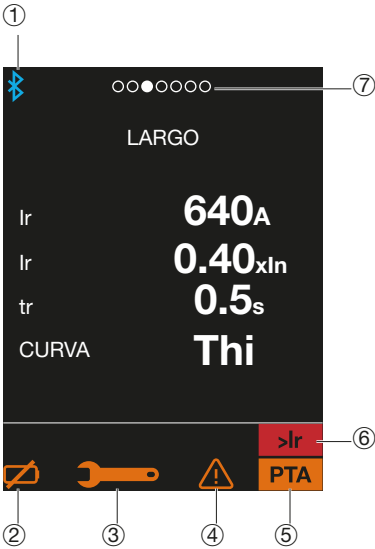 ①
⑦
LARGO
Ir 640A
Ir 0.40xIn
tr 0.5s
CURVA Thi
>Ir ⑥
PTA
② ③ ④ ⑤